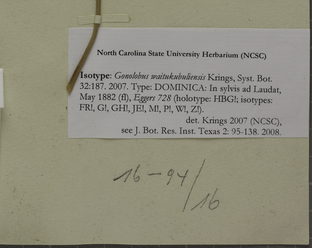 North Carolina State University Herbarium (NCSC)
Isotype: Gonolobus waitukubuliensis Krings, Syst. Bot.
32:187. 2007. Type: DOMINICA: In sylvis ad Laudat,
May 1882 (fl), Eggers 728 (holotype: HBG!; isotypes:
FR!, G!, GH!, JE!, M!, P!, W!, Z!).
det. Krings 2007 (NCSC),
see J. Bot. Res. Inst. Texas 2: 95-138. 2008.
16-94/16